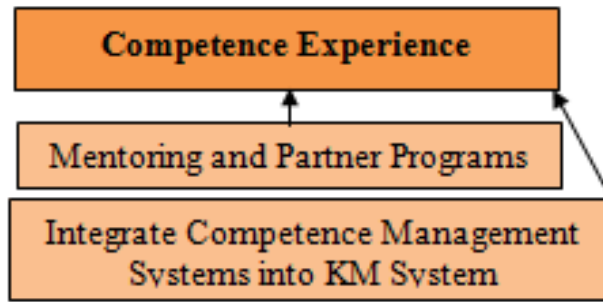 Competence Experience
Mentoring and Partner Programs
Integrate Competence Management
Systems into KM System